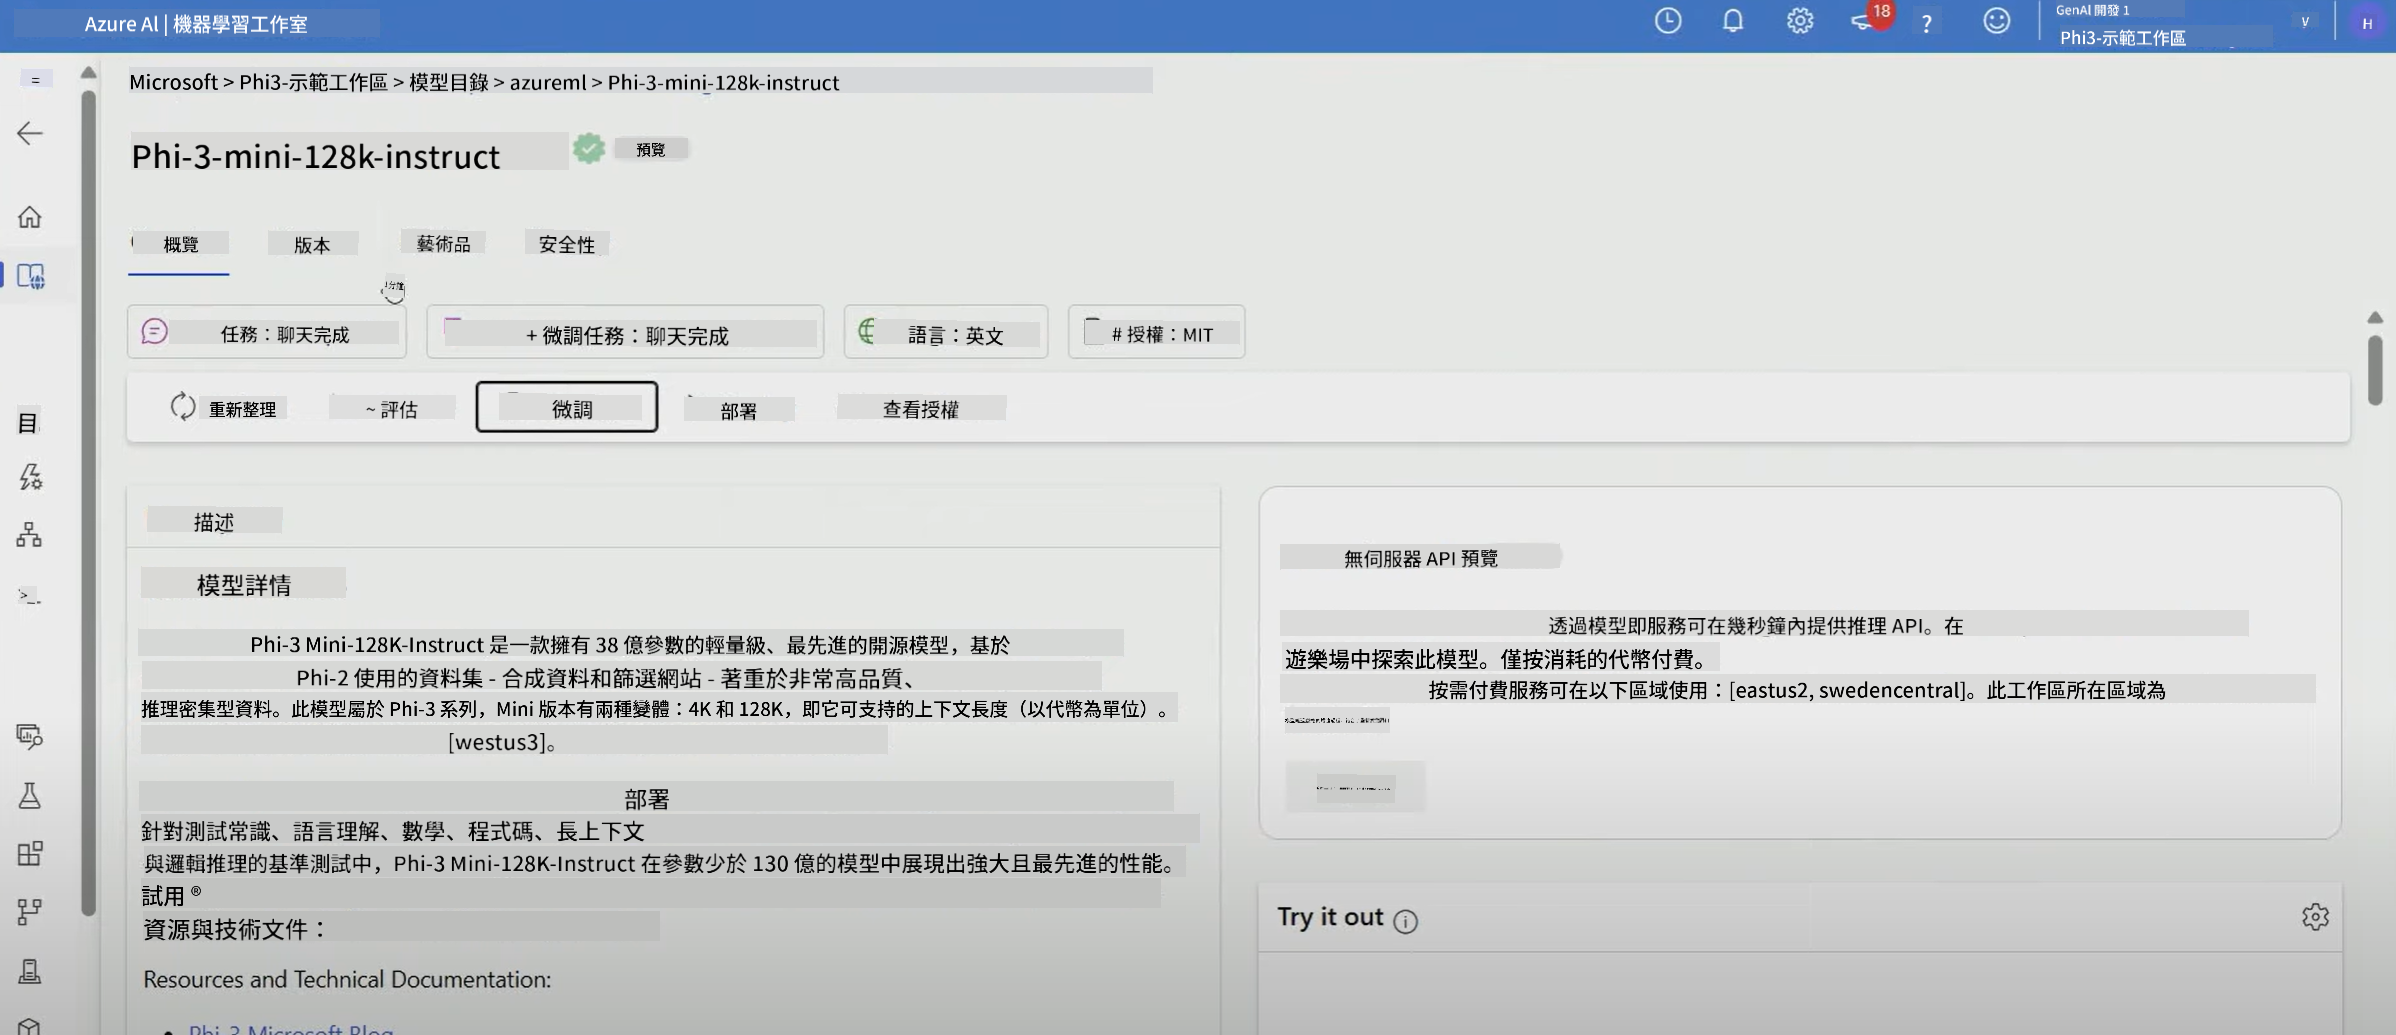 Azure AI | 機器學習工作室
18
?
GenAI 開發 1
Phi3-示範工作區
V
H
Microsoft > Phi3-示範工作區 > 模型目錄 > azureml > Phi-3-mini-128k-instruct
Phi-3-mini-128k-instruct
預覽
概覽
版本
藝術品
安全性
任務：聊天完成
+ 微調任務：聊天完成
語言：英文
# 授權：MIT
重新整理
~ 評估
微調
部署
查看授權
目
>_
描述
模型詳情
Phi-3 Mini-128K-Instruct 是一款擁有 38 億參數的輕量級、最先進的開源模型，基於
Phi-2 使用的資料集 - 合成資料和篩選網站 - 著重於非常高品質、
推理密集型資料。此模型屬於 Phi-3 系列，Mini 版本有兩種變體：4K 和 128K，即它可支持的上下文長度（以代幣為單位）。
[westus3]。
部署
針對測試常識、語言理解、數學、程式碼、長上下文
與邏輯推理的基準測試中，Phi-3 Mini-128K-Instruct 在參數少於 130 億的模型中展現出強大且最先進的性能。
試用 ®
資源與技術文件：
Resources and Technical Documentation:
Phi-3 Microsoft Blog
無伺服器 API 預覽
透過模型即服務可在幾秒鐘內提供推理 API。在
遊樂場中探索此模型。僅按消耗的代幣付費。
按需付費服務可在以下區域使用：[eastus2, swedencentral]。此工作區所在區域為
Try it out